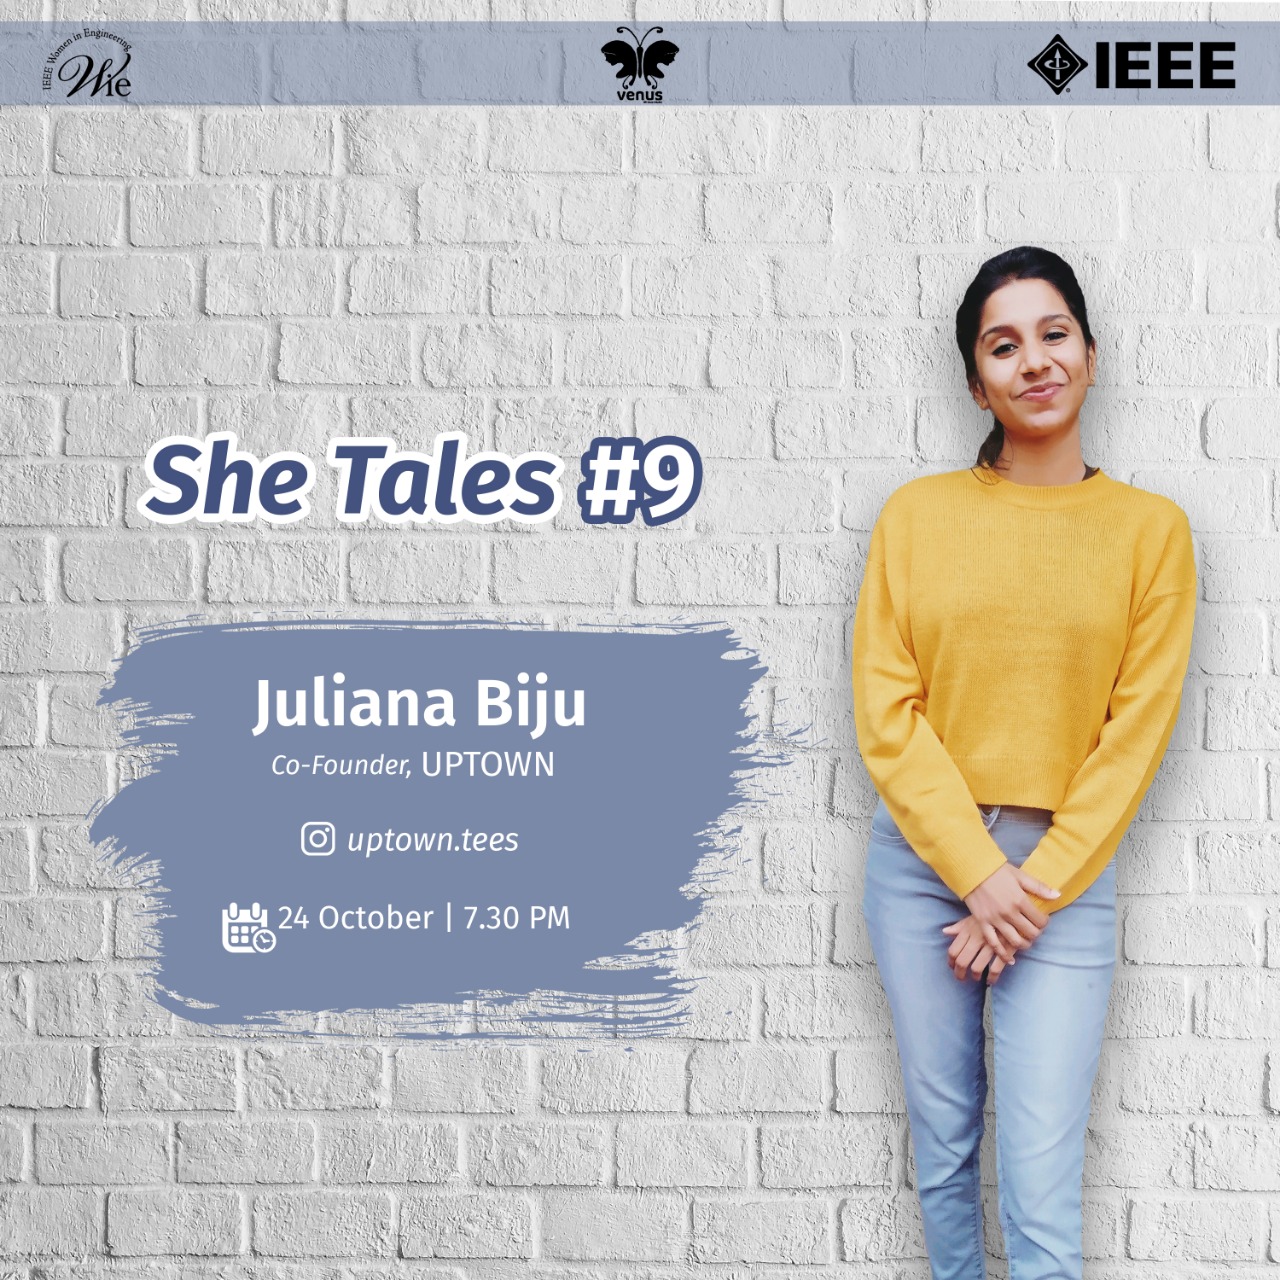 IEEE Women in Engineering
WiE
venus
IEEE
She Tales #9
Juliana Biju
Co-Founder, UPTOWN
uptown.tees
24 October | 7.30 PM